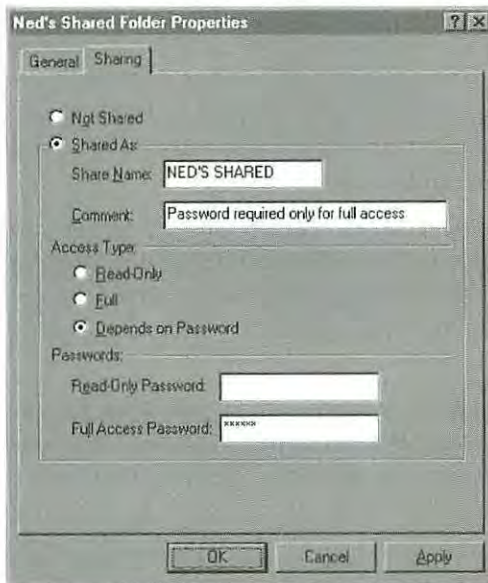 Ned's Shared Folder Properties
General Sharing
Not Shared
Shared As:
Share Name: NED'S SHARED
Comment: Password required only for full access
Access Type:
Read-Only
Full
Depends on Password
Passwords:
Read-Only Password:
Full Access Password: ******
OK Cancel Apply